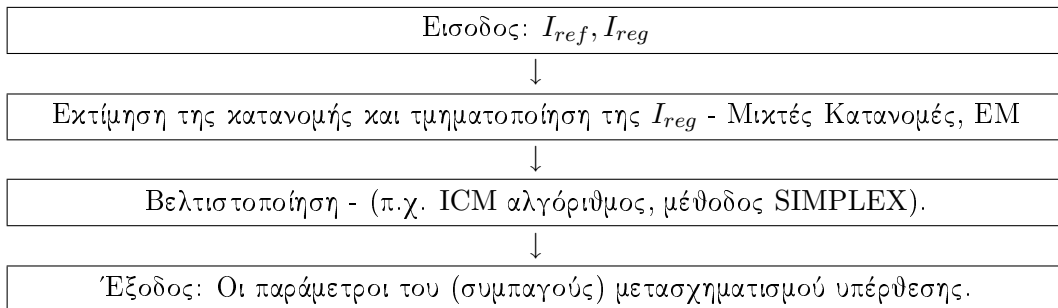 Εισοδος: I_{ref}, I_{reg}
↓
Εκτίμηση της κατανομής και τμηματοποίηση της I_{reg} - Μικτές Κατανομές, EM
↓
Βελτιστοποίηση - (π.χ. ICM αλγόριθμος, μέθοδος SIMPLEX).
↓
Έξοδος: Οι παράμετροι του (συμπαγούς) μετασχηματισμού υπέρθεσης.